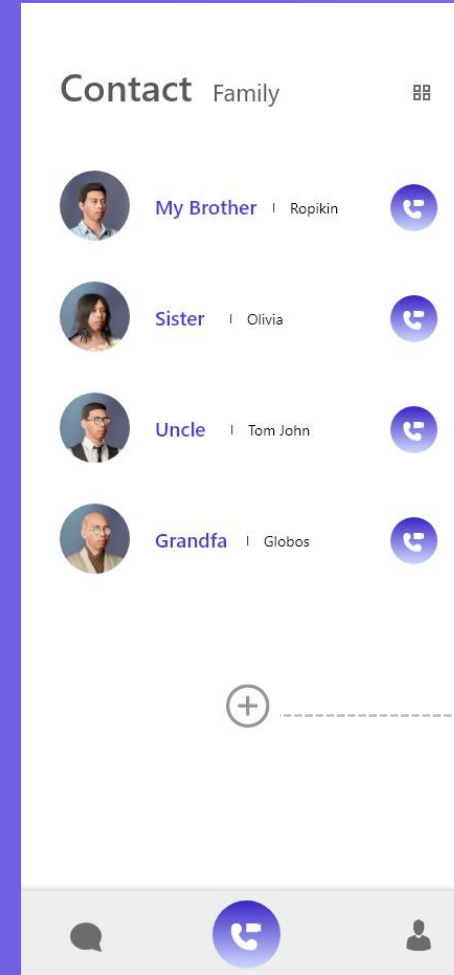 Contact Family
My Brother | Ropikin
Sister | Olivia
Uncle | Tom John
Grandfa | Globos